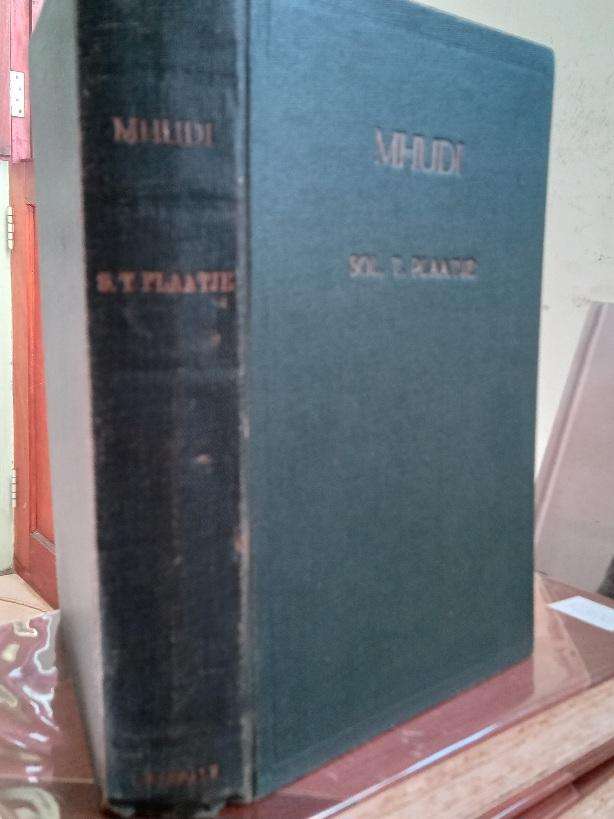 MHUDI
S. T. PLAATJE
MHUDI
SOL. T. PLAATJE